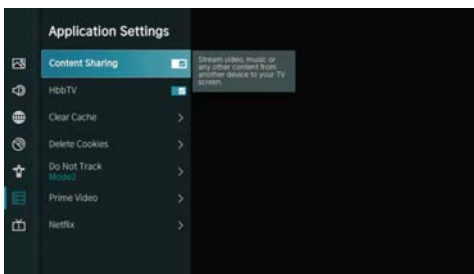 Application Settings
Content Sharing
Stream video, music or
any other content from
another device to your TV
screen.
HbbTV
Clear Cache
Delete Cookies
Do Not Track
Mode2
Prime Video
Netflix